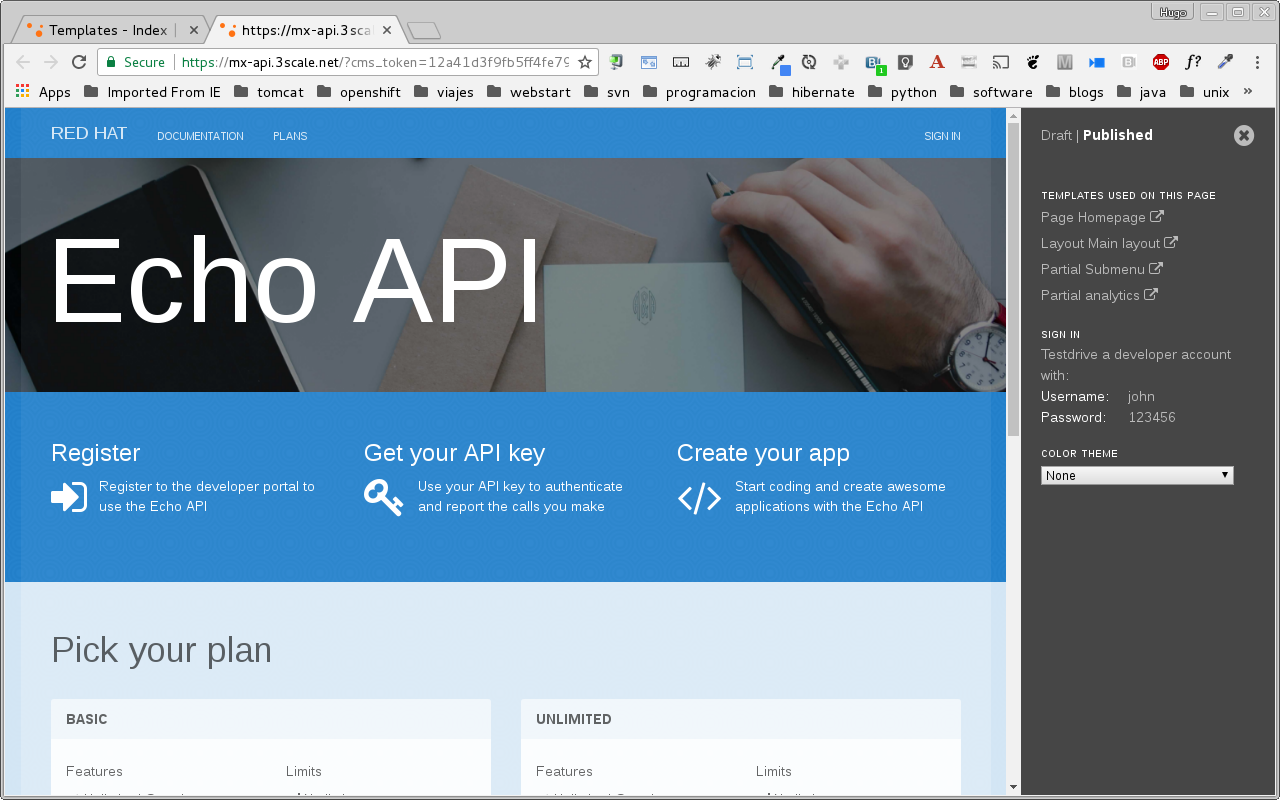 Hugo
Templates - Index
https://mx-api.3scal
Secure
https://mx-api.3scale.net/?cms_token=12a41d3f9fb5ff4fe79
Apps Imported From IE tomcat openshift viajes webstart svn programacion hibernate python software blogs java unix »
RED HAT DOCUMENTATION PLANS SIGN IN
Echo API
Register
Register to the developer portal to
use the Echo API
Get your API key
Use your API key to authenticate
and report the calls you make
Create your app
Start coding and create awesome
applications with the Echo API
Pick your plan
BASIC
Features Limits
UNLIMITED
Features Limits
Draft | Published
TEMPLATES USED ON THIS PAGE
Page Homepage
Layout Main layout
Partial Submenu
Partial analytics
SIGN IN
Testdrive a developer account
with:
Username: john
Password: 123456
COLOR THEME
None